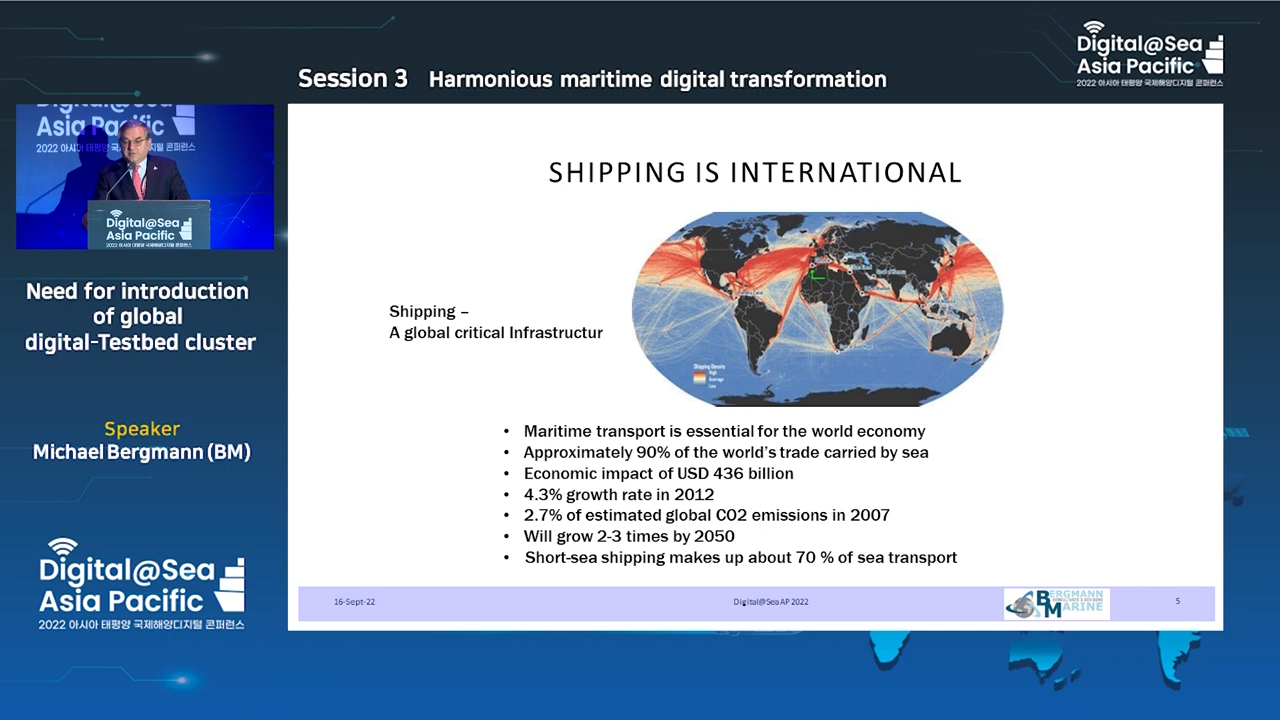 Session 3 Harmonious maritime digital transformation
Digital@Sea
Asia Pacific
2022 아시아 태평양 국제해양디지털 콘퍼런스
Digital@Sea
Asia Pacific
2022 아시아 태평양 국
털 콘퍼런스
Digital@Sea
Asia Pacific
2022 아시아 태평양 국제해양디지털 콘퍼런스
Need for introduction
of global
digital-Testbed cluster
Speaker
Michael Bergmann (BM)
Digital@Sea
Asia Pacific
2022 아시아 태평양 국제해양디지털 콘퍼런스
SHIPPING IS INTERNATIONAL
Shipping –
A global critical Infrastructur
Shipping Density
High
Average
Low
• Maritime transport is essential for the world economy
• Approximately 90% of the world's trade carried by sea
• Economic impact of USD 436 billion
• 4.3% growth rate in 2012
• 2.7% of estimated global CO2 emissions in 2007
• Will grow 2-3 times by 2050
• Short-sea shipping makes up about 70 % of sea transport
16-Sept-22
Digital@Sea AP 2022
BERGMANN
MARINE
5